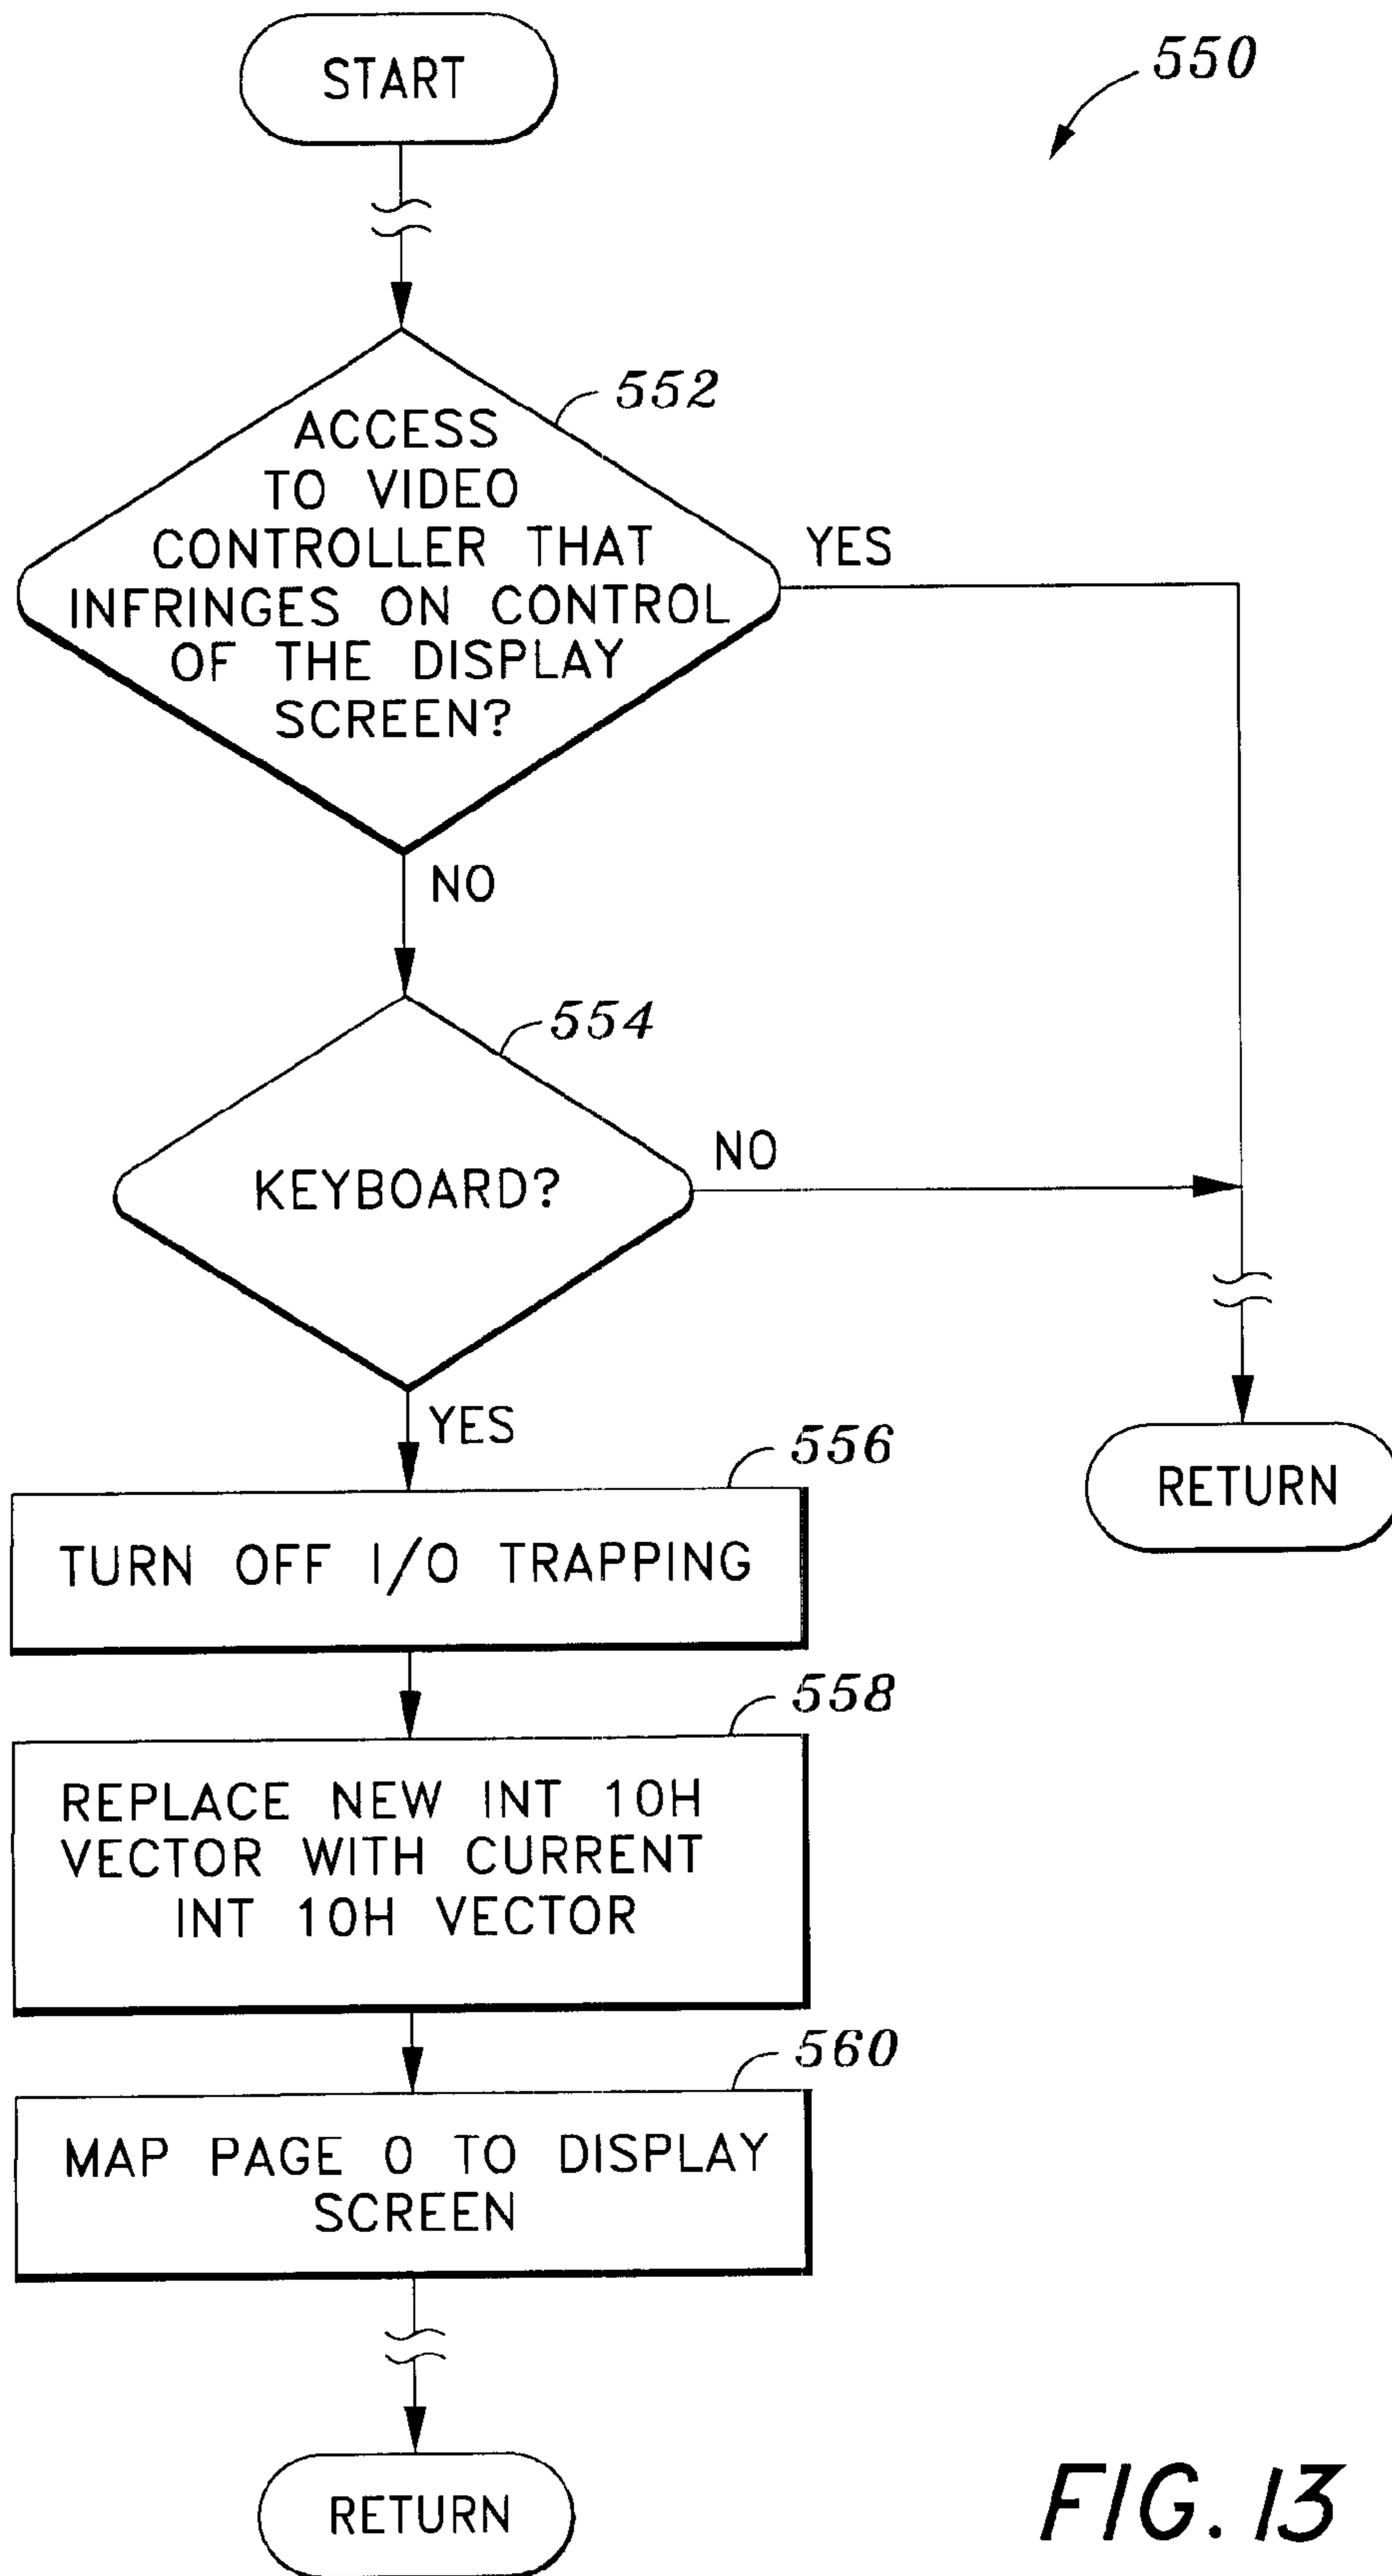 START
550
552
ACCESS
TO VIDEO
CONTROLLER THAT
INFRINGES ON CONTROL
OF THE DISPLAY
SCREEN?
YES
NO
554
KEYBOARD?
NO
YES
RETURN
556
TURN OFF I/O TRAPPING
558
REPLACE NEW INT 10H
VECTOR WITH CURRENT
INT 10H VECTOR
560
MAP PAGE 0 TO DISPLAY
SCREEN
RETURN
FIG. 13